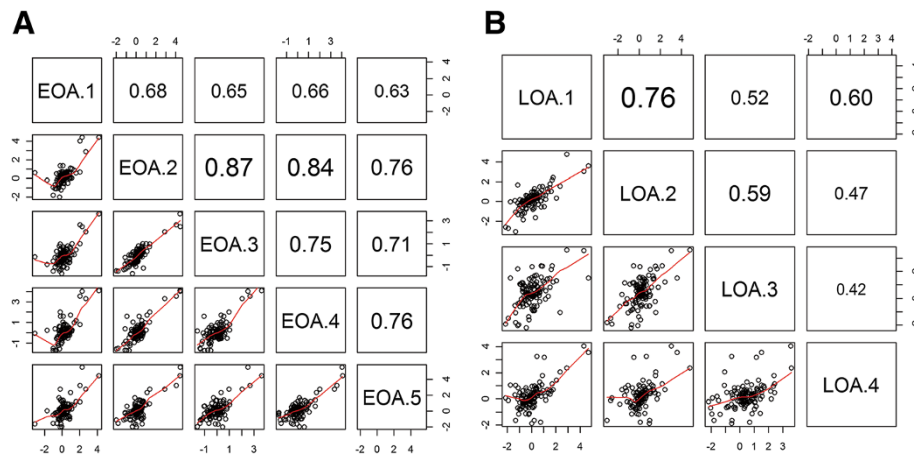 A
-2 0 2 4
-1 1 3
EOA.1 0.68 0.65 0.66 0.63
-2 0 2 4
-2 0 2 4
EOA.2 0.87 0.84 0.76
EOA.3 0.75 0.71
-1 1 3
-1 1 3
EOA.4 0.76
-2 0 2 4
EOA.5
-2 0 2 4
-2 0 2 4
-1 1 3
B
-2 0 2 4
-2 0 2 4
LOA.1 0.76 0.52 0.60
-2 0 2 4
LOA.2 0.59 0.47
LOA.3 0.42
-2 0 2 4
LOA.4
-2 0 2 4
-2 0 1 2 3